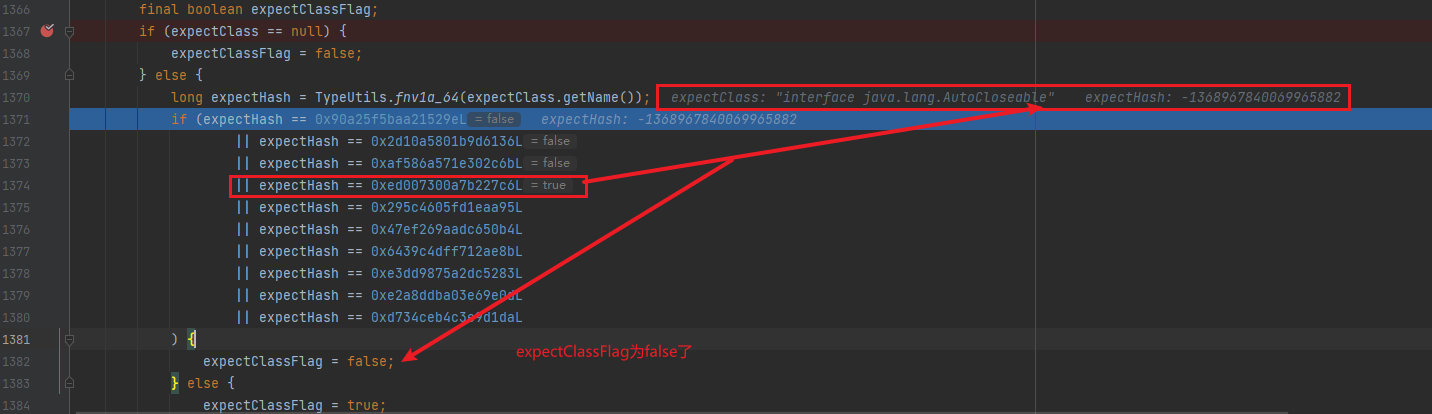 1366 final boolean expectClassFlag;
1367 if (expectClass == null) {
1368 expectClassFlag = false;
1369 } else {
1370 long expectHash = TypeUtils.fnv1a_64(expectClass.getName()); expectClass: "interface java.lang.AutoCloseable" expectHash: -1368967840069965882
1371 if (expectHash == 0x90a25f5baa21529eL = false expectHash: -1368967840069965882
1372 || expectHash == 0x2d10a5801b9d6136L = false
1373 || expectHash == 0xaf586a571e302c6bL = false
1374 || expectHash == 0xed007300a7b227c6L = true
1375 || expectHash == 0x295c4605fd1eaa95L
1376 || expectHash == 0x47ef269aadc650b4L
1377 || expectHash == 0x6439c4dff712ae8bL
1378 || expectHash == 0xe3dd9875a2dc5283L
1379 || expectHash == 0xe2a8ddba03e69e0dL
1380 || expectHash == 0xd734ceb4c3e9d1daL
1381 ) {
1382 expectClassFlag = false;
expectClassFlag为false了
1383 } else {
1384 expectClassFlag = true;